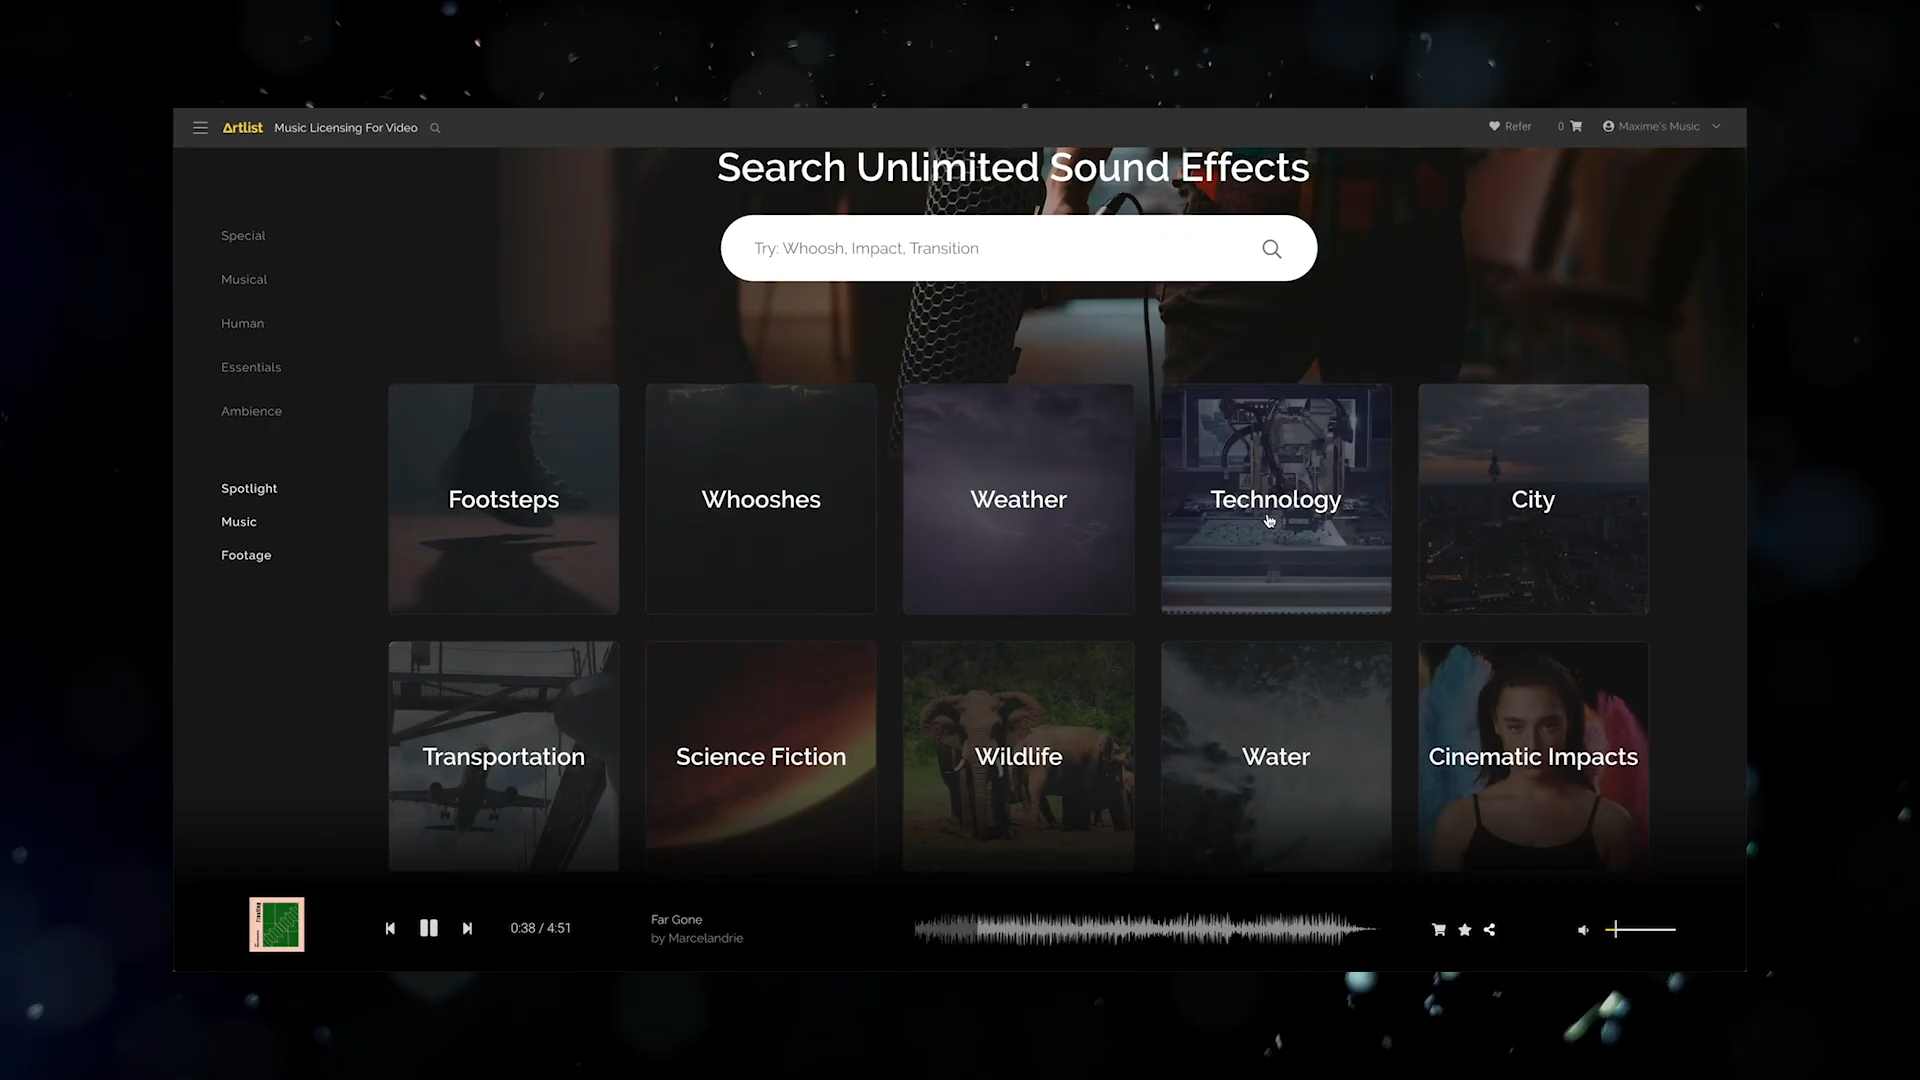 Artlist Music Licensing For Video
Refer
0
Maxime's Music
Search Unlimited Sound Effects
Try: Whoosh, Impact, Transition
Special
Musical
Human
Essentials
Ambience
Spotlight
Music
Footage
Footsteps
Whooshes
Weather
Technology
City
Transportation
Science Fiction
Wildlife
Water
Cinematic Impacts
0:38 / 4:51
Far Gone
by Marcelandrie